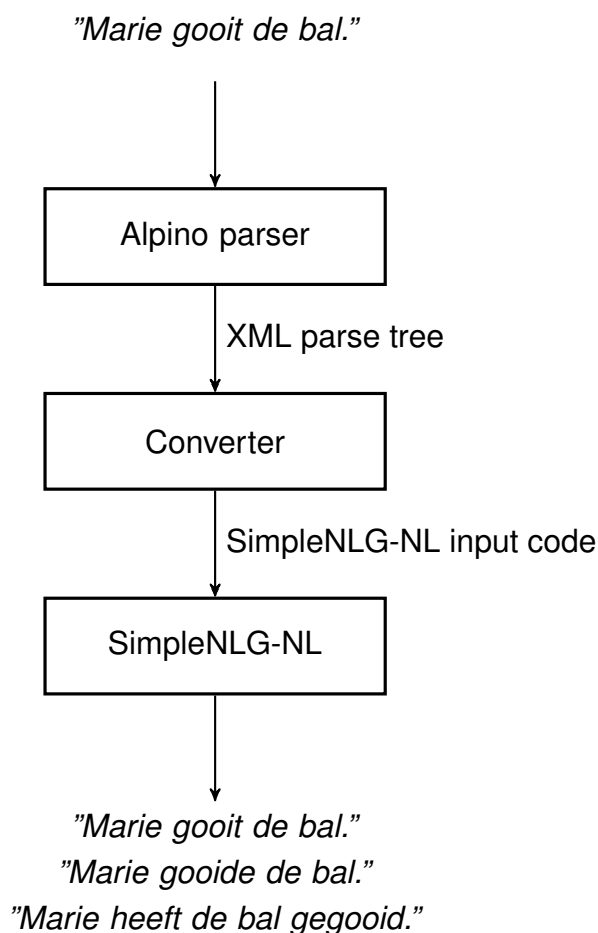 ”Marie gooit de bal.”
Alpino parser
XML parse tree
Converter
SimpleNLG-NL input code
SimpleNLG-NL
”Marie gooit de bal.”
”Marie gooide de bal.”
”Marie heeft de bal gegooid.”